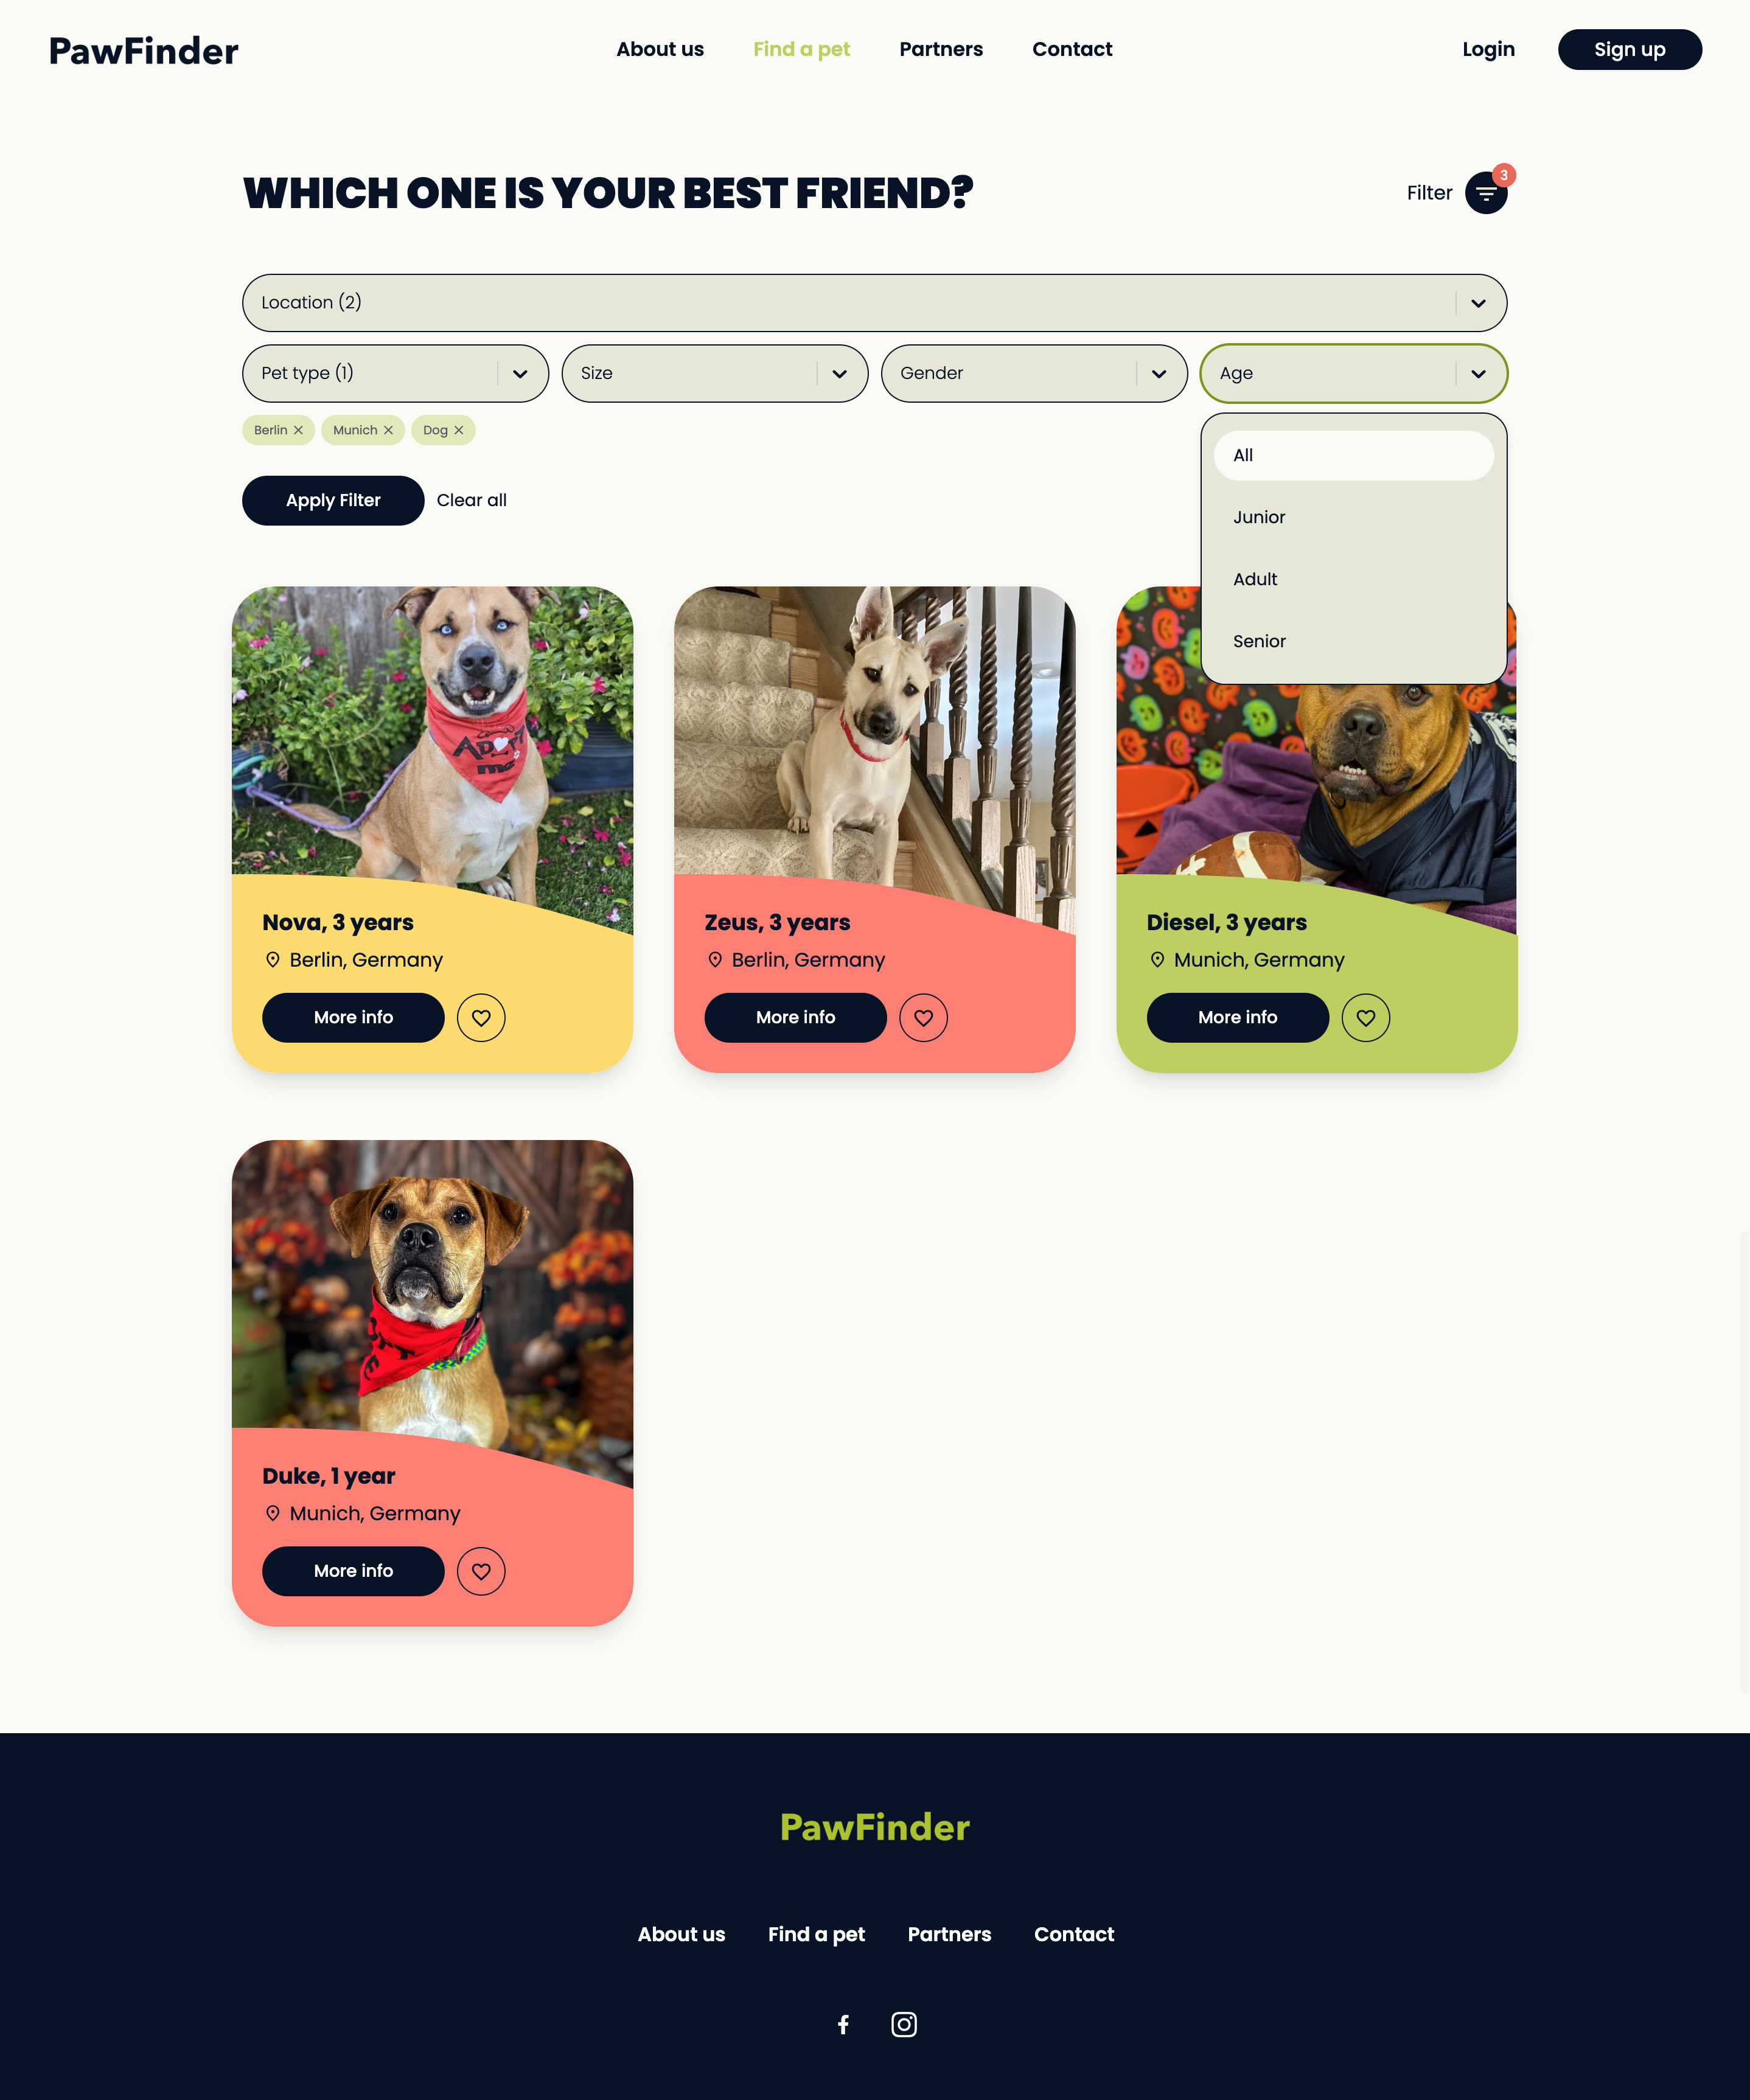 PawFinder
About us Find a pet Partners Contact
Login Sign up
WHICH ONE IS YOUR BEST FRIEND?
Filter 3
Location (2)
Pet type (1) Size Gender Age
Berlin Munich Dog
All
Junior
Adult
Senior
Apply Filter Clear all
ADOPT
me
Nova, 3 years
Berlin, Germany
More info
Zeus, 3 years
Berlin, Germany
More info
Diesel, 3 years
Munich, Germany
More info
Duke, 1 year
Munich, Germany
More info
PawFinder
About us Find a pet Partners Contact